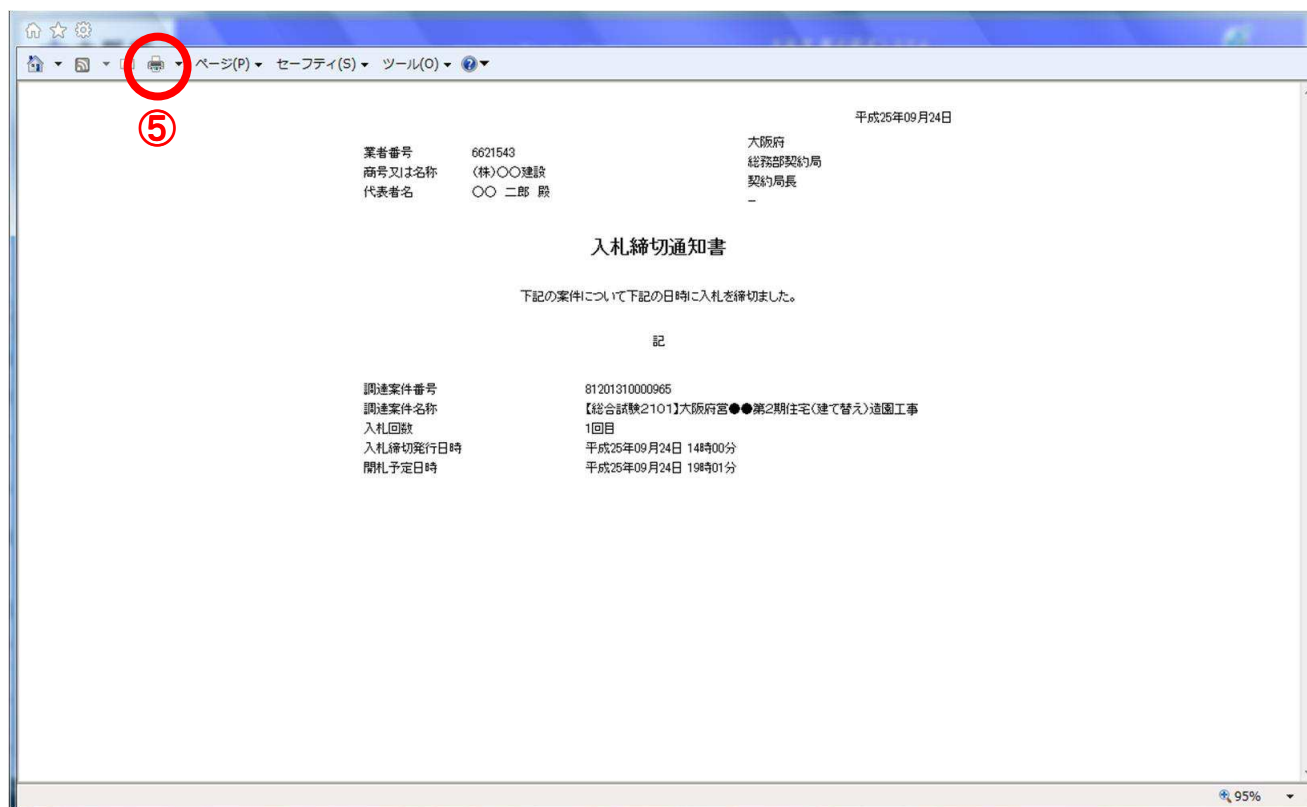 ページ(P) セーフティ(S) ツール(O)
⑤
平成25年09月24日
業者番号 6621543
商号又は名称 (株)〇〇建設
代表者名 〇〇 二郎 殿
大阪府
総務部契約局
契約局長
－
入札締切通知書
下記の案件について下記の日時に入札を締切ました。
記
調達案件番号 81201310000965
調達案件名称 【総合試験2101】大阪府営●●第2期住宅(建て替え)造園工事
入札回数 1回目
入札締切発行日時 平成25年09月24日 14時00分
開札予定日時 平成25年09月24日 19時01分
95%